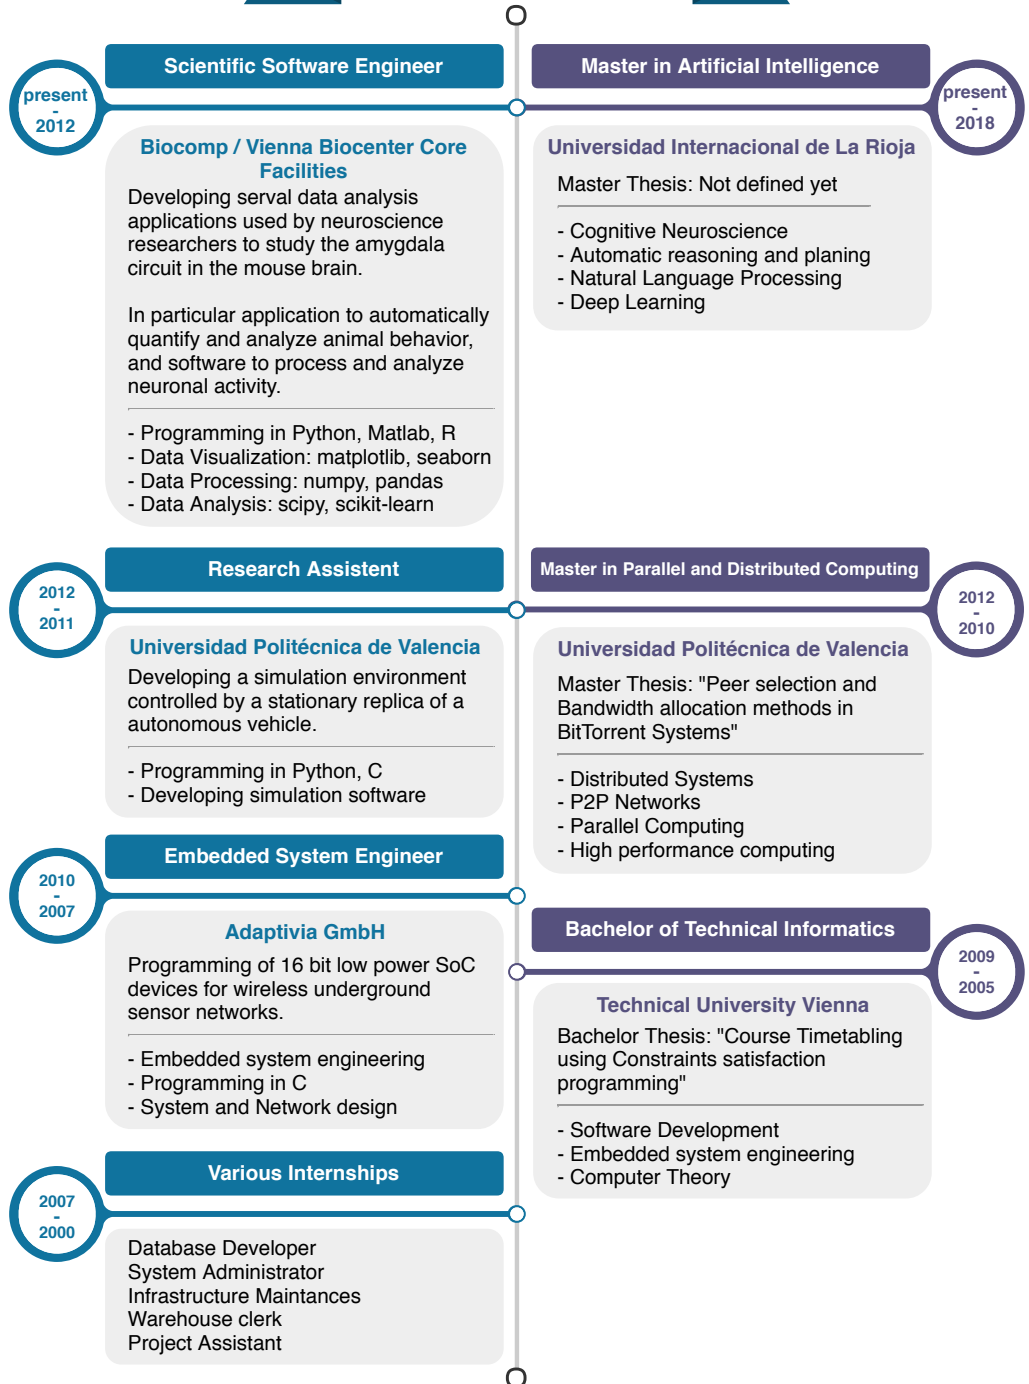 Scientific Software Engineer
present
-
2012
Biocomp / Vienna Biocenter Core
Facilities
Developing serval data analysis
applications used by neuroscience
researchers to study the amygdala
circuit in the mouse brain.
In particular application to automatically
quantify and analyze animal behavior,
and software to process and analyze
neuronal activity.
- Programming in Python, Matlab, R
- Data Visualization: matplotlib, seaborn
- Data Processing: numpy, pandas
- Data Analysis: scipy, scikit-learn
Research Assistent
2012
-
2011
Universidad Politécnica de Valencia
Developing a simulation environment
controlled by a stationary replica of a
autonomous vehicle.
- Programming in Python, C
- Developing simulation software
Embedded System Engineer
2010
-
2007
Adaptivia GmbH
Programming of 16 bit low power SoC
devices for wireless underground
sensor networks.
- Embedded system engineering
- Programming in C
- System and Network design
Various Internships
2007
-
2000
Database Developer
System Administrator
Infrastructure Maintances
Warehouse clerk
Project Assistant
Master in Artificial Intelligence
present
-
2018
Universidad Internacional de La Rioja
Master Thesis: Not defined yet
- Cognitive Neuroscience
- Automatic reasoning and planing
- Natural Language Processing
- Deep Learning
Master in Parallel and Distributed Computing
2012
-
2010
Universidad Politécnica de Valencia
Master Thesis: "Peer selection and
Bandwidth allocation methods in
BitTorrent Systems"
- Distributed Systems
- P2P Networks
- Parallel Computing
- High performance computing
Bachelor of Technical Informatics
2009
-
2005
Technical University Vienna
Bachelor Thesis: "Course Timetabling
using Constraints satisfaction
programming"
- Software Development
- Embedded system engineering
- Computer Theory